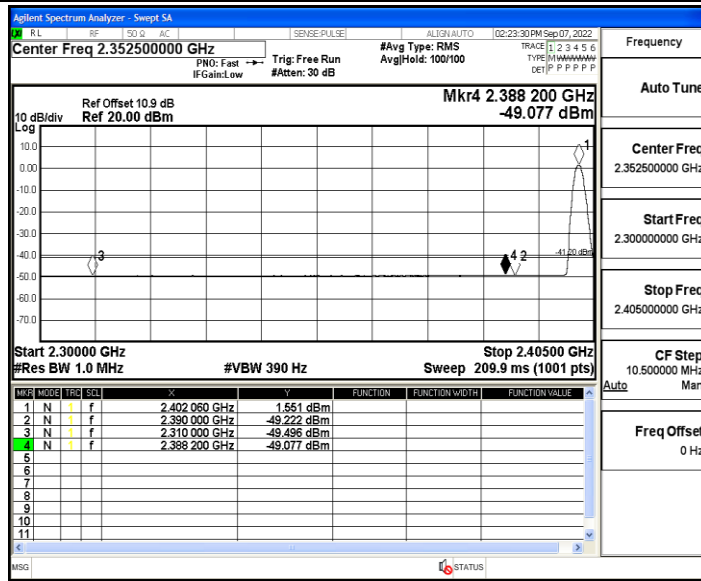 Agilent Spectrum Analyzer - Swept SA
RL RF 50 Ω AC SENSE:PULSE ALIGNAUTO 02:23:30 PM Sep 07, 2022
Center Freq 2.352500000 GHz #Avg Type: RMS TRACE 1 2 3 4 5 6
PNO: Fast Trig: Free Run Avg|Hold: 100/100 TYPE M
IFGain:Low #Atten: 30 dB DET P P P P P P
Mkr4 2.388 200 GHz
-49.077 dBm
Ref Offset 10.9 dB
10 dB/div Ref 20.00 dBm
Log
10.0
0.00
-10.0
-20.0
-30.0
-40.0
-50.0
-60.0
-70.0
1
3
4 2
-41.20 dBm
Start 2.30000 GHz Stop 2.40500 GHz
#Res BW 1.0 MHz #VBW 390 Hz Sweep 209.9 ms (1001 pts)
MKR MODE TRC SCL X Y FUNCTION FUNCTION WIDTH FUNCTION VALUE
1 N 1 f 2.402 060 GHz 1.551 dBm
2 N 1 f 2.390 000 GHz -49.222 dBm
3 N 1 f 2.310 000 GHz -49.496 dBm
4 N 1 f 2.388 200 GHz -49.077 dBm
5
6
7
8
9
10
11
MSG STATUS
Frequency
Auto Tune
Center Freq
2.352500000 GHz
Start Freq
2.300000000 GHz
Stop Freq
2.405000000 GHz
CF Step
10.500000 MHz
Auto Man
Freq Offset
0 Hz